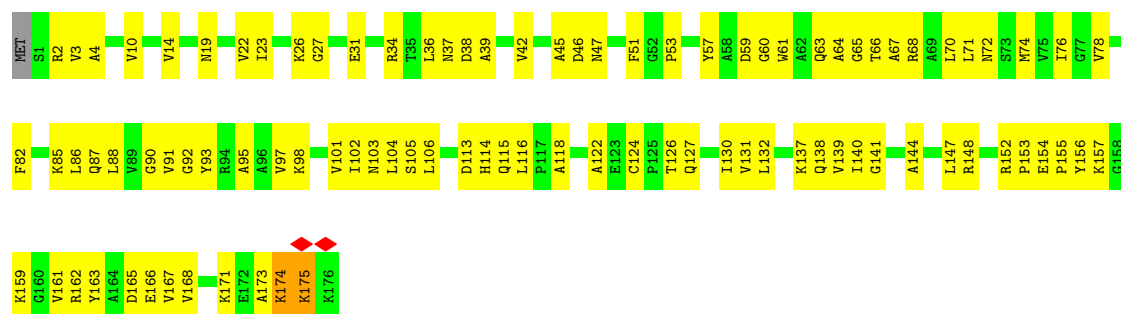 MET S1 R2 V3 A4 V10 V14 N19 V22 I23 K26 G27 E31 R34 T35 L36 N37 D38 A39 V42 A45 D46 N47 F51 G52 P53 Y57 A58 D59 G60 W61 A62 Q63 A64 G65 T66 A67 R68 A69 L70 L71 N72 S73 M74 V75 I76 G77 V78
F82 K85 L86 Q87 L88 V89 G90 V91 G92 Y93 R94 A95 A96 V97 K98 V101 I102 N103 L104 S105 L106 D113 H114 Q115 L116 P117 A118 A122 E123 C124 P125 T126 Q127 I130 V131 L132 K137 Q138 V139 I140 G141 A144 L147 R148 R152 P153 E154 P155 Y156 K157 G158
K159 G160 V161 R162 Y163 A164 D165 E166 V167 V168 K171 E172 A173 K174 K175 K176